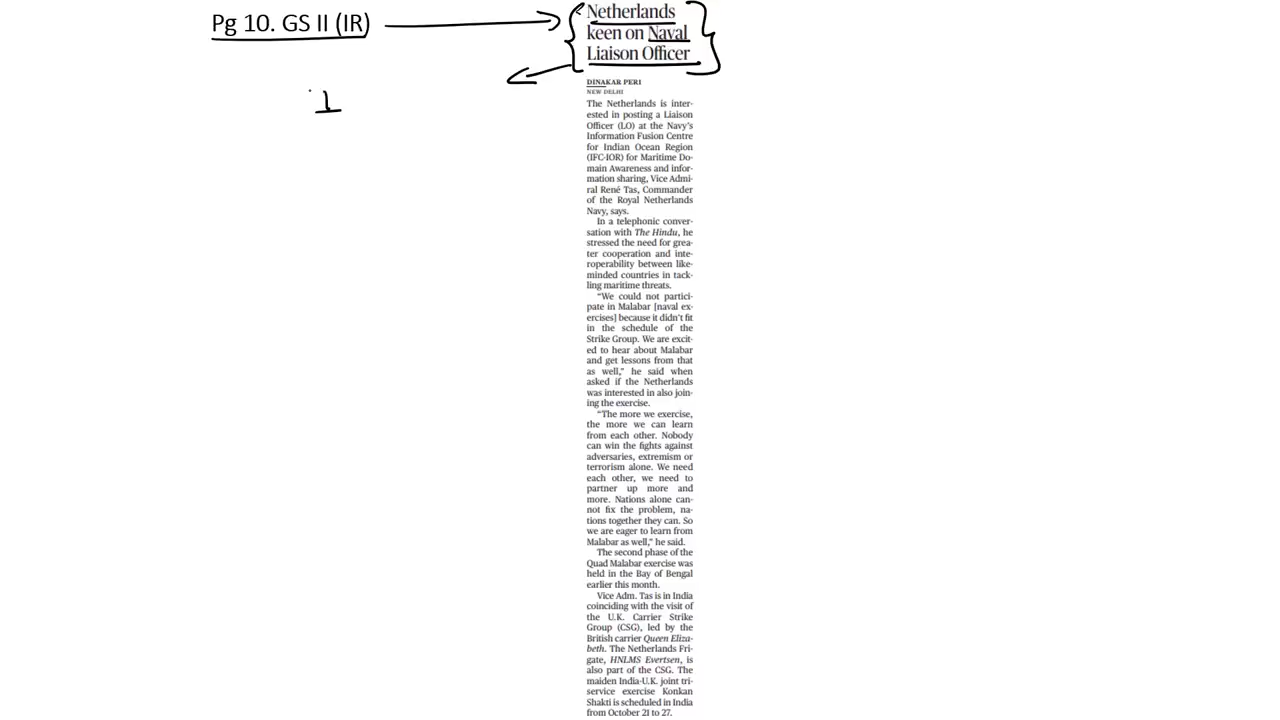 Pg 10. GS II (IR)
Netherlands
keen on Naval
Liaison Officer
DINAKAR PERI
NEW DELHI
The Netherlands is inter-
ested in posting a Liaison
Officer (LO) at the Navy's
Information Fusion Centre
for Indian Ocean Region
(IFC-IOR) for Maritime Do-
main Awareness and infor-
mation sharing, Vice Admi-
ral René Tas, Commander
of the Royal Netherlands
Navy, says.
In a telephonic conver-
sation with The Hindu, he
stressed the need for grea-
ter cooperation and inte-
roperability between like-
minded countries in tack-
ling maritime threats.
“We could not partici-
pate in Malabar [naval ex-
ercises] because it didn't fit
in the schedule of the
Strike Group. We are excit-
ed to hear about Malabar
and get lessons from that
as well,” he said when
asked if the Netherlands
was interested in also join-
ing the exercise.
“The more we exercise,
the more we can learn
from each other. Nobody
can win the fights against
adversaries, extremism or
terrorism alone. We need
each other, we need to
partner up more and
more. Nations alone can-
not fix the problem, na-
tions together they can. So
we are eager to learn from
Malabar as well,” he said.
The second phase of the
Quad Malabar exercise was
held in the Bay of Bengal
earlier this month.
Vice Adm. Tas is in India
coinciding with the visit of
the U.K. Carrier Strike
Group (CSG), led by the
British carrier Queen Eliza-
beth. The Netherlands Fri-
gate, HNLMS Evertsen, is
also part of the CSG. The
maiden India-U.K. joint tri-
service exercise Konkan
Shakti is scheduled in India
from October 21 to 27.